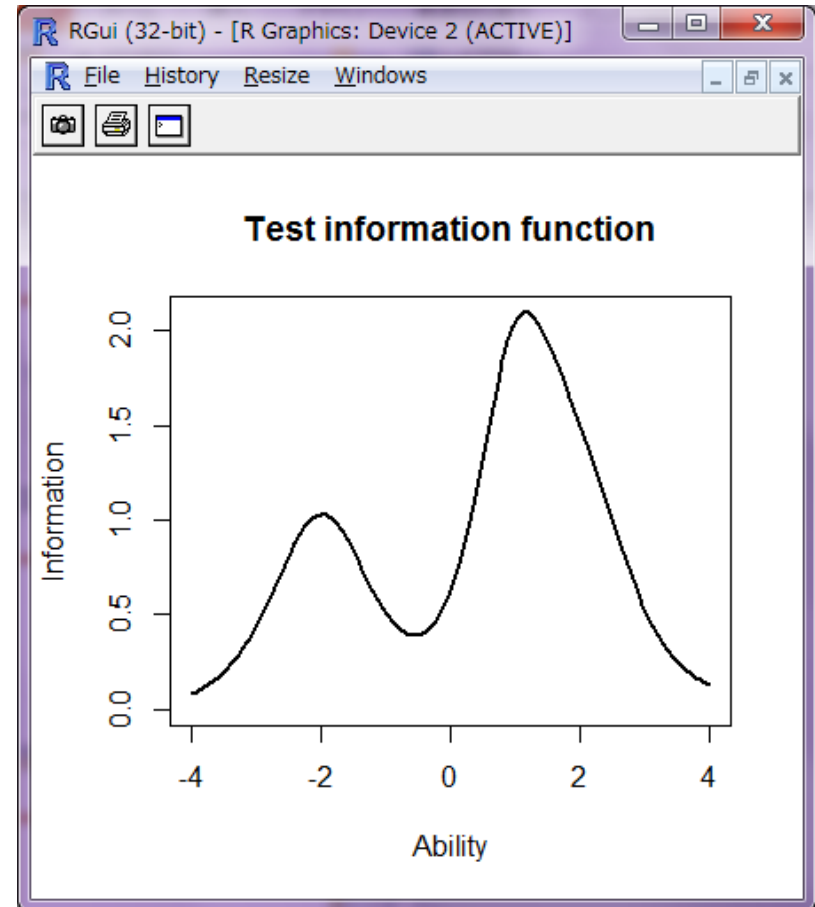 RGui (32-bit) - [R Graphics: Device 2 (ACTIVE)]
File History Resize Windows
Test information function
Information
2.0
1.5
1.0
0.5
0.0
-4 -2 0 2 4
Ability